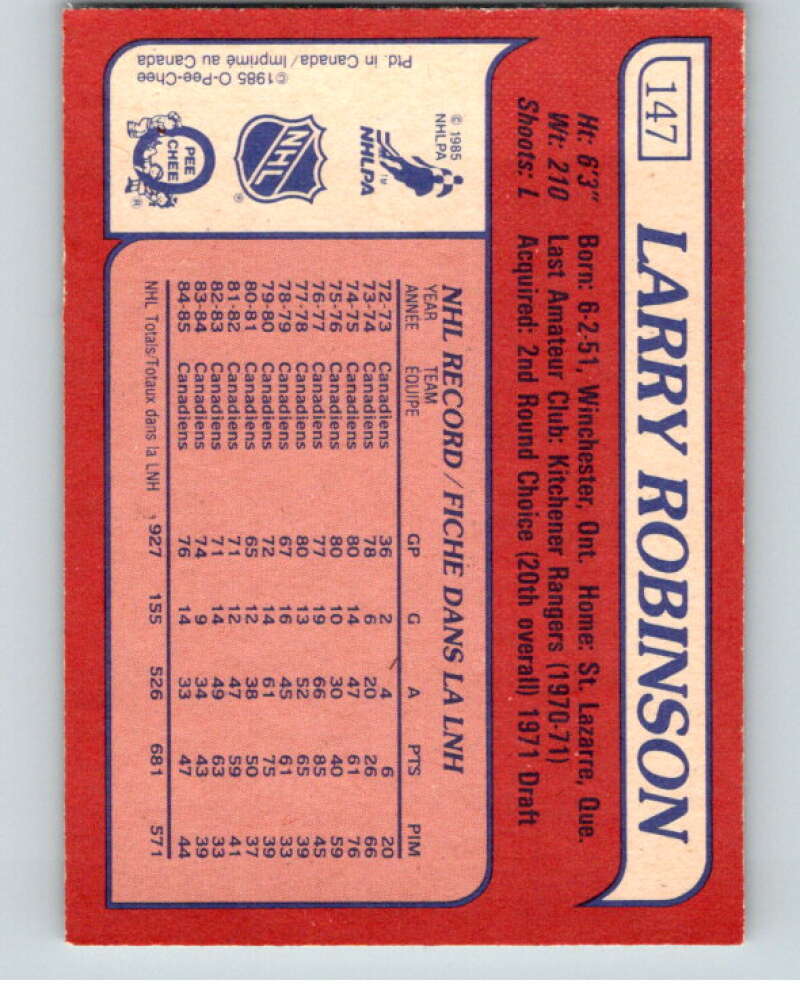 147
LARRY ROBINSON
Ht: 6'3" Born: 6-2-51, Winchester, Ont. Home: St. Lazarre, Que.
Wt: 210 Last Amateur Club: Kitchener Rangers (1970-71)
Shoots: L Acquired: 2nd Round Choice (20th overall) 1971 Draft
© 1985
NHLPA
NHLPA
TM
NHL
®
O
PEE
CHEE
®
©1985 O-Pee-Chee
Ptd. in Canada/Imprimé au Canada
NHL RECORD/FICHE DANS LA LNH
YEAR TEAM
ANNÉE ÉQUIPE GP G A PTS PIM
72-73 Canadiens 36 2 4 6 20
73-74 Canadiens 78 6 20 26 66
74-75 Canadiens 80 14 47 61 76
75-76 Canadiens 80 10 30 40 59
76-77 Canadiens 77 19 66 85 45
77-78 Canadiens 80 13 52 65 39
78-79 Canadiens 67 16 45 61 33
79-80 Canadiens 72 14 61 75 39
80-81 Canadiens 65 12 38 50 37
81-82 Canadiens 71 12 47 59 41
82-83 Canadiens 71 14 49 63 33
83-84 Canadiens 74 9 34 43 39
84-85 Canadiens 76 14 33 47 44
NHL Totals/Totaux dans la LNH 927 155 526 681 571